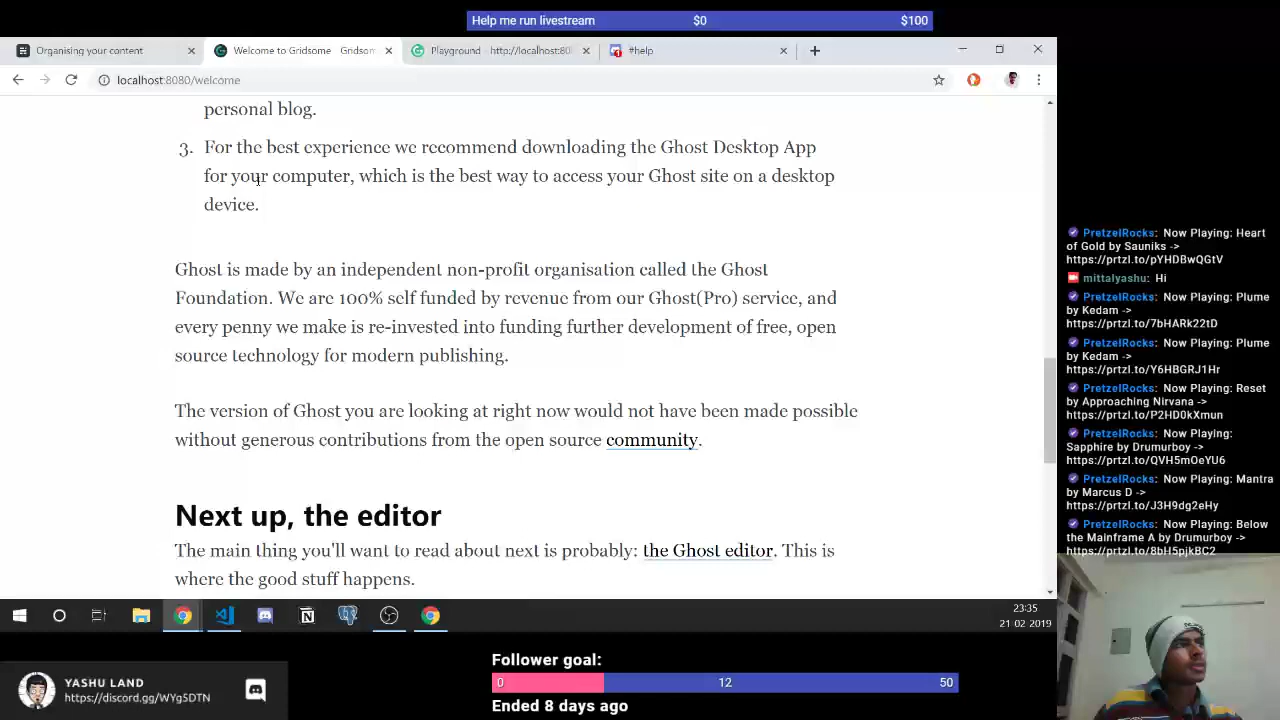 Help me run livestream $0 $100
Organising your content
Welcome to Gridsome Gridsom
Playground - http://localhost:80
#help
localhost:8080/welcome
personal blog.
3. For the best experience we recommend downloading the Ghost Desktop App
for your computer, which is the best way to access your Ghost site on a desktop
device.
Ghost is made by an independent non-profit organisation called the Ghost
Foundation. We are 100% self funded by revenue from our Ghost(Pro) service, and
every penny we make is re-invested into funding further development of free, open
source technology for modern publishing.
The version of Ghost you are looking at right now would not have been made possible
without generous contributions from the open source community.
Next up, the editor
The main thing you'll want to read about next is probably: the Ghost editor. This is
where the good stuff happens.
PretzelRocks: Now Playing: Heart
of Gold by Sauniks ->
https://prtzl.to/pYHDBwQGtV
mittalyashu: Hi
PretzelRocks: Now Playing: Plume
by Kedam ->
https://prtzl.to/7bHARk22tD
PretzelRocks: Now Playing: Plume
by Kedam ->
https://prtzl.to/Y6HBGRJ1Hr
PretzelRocks: Now Playing: Reset
by Approaching Nirvana ->
https://prtzl.to/P2HD0kXmun
PretzelRocks: Now Playing:
Sapphire by Drumurboy ->
https://prtzl.to/QVH5mOeYU6
PretzelRocks: Now Playing: Mantra
by Marcus D ->
https://prtzl.to/J3H9dg2eHy
PretzelRocks: Now Playing: Below
the Mainframe A by Drumurboy ->
https://prtzl.to/8bH5pjkBC2
23:35
21-02-2019
YASHU LAND
https://discord.gg/WYg5DTN
Follower goal:
0 12 50
Ended 8 days ago